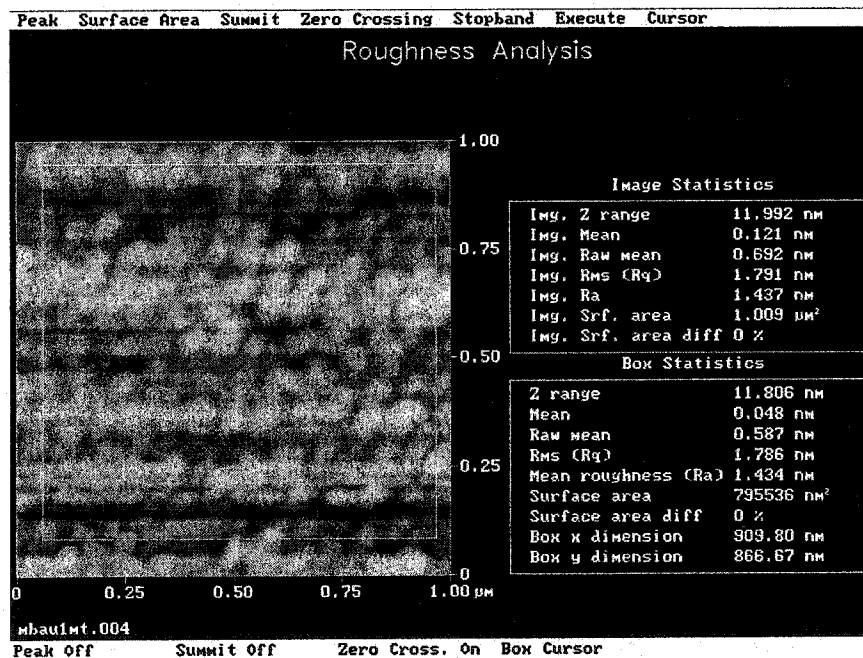 Peak Surface Area Summit Zero Crossing Stopband Execute Cursor
Roughness Analysis
1.00
0.75
0.50
0.25
0
0 0.25 0.50 0.75 1.00 µm
Image Statistics
Img. Z range 11.992 nm
Img. Mean 0.121 nm
Img. Raw mean 0.692 nm
Img. Rms (Rq) 1.791 nm
Img. Ra 1.437 nm
Img. Srf. area 1.009 µm²
Img. Srf. area diff 0 %
Box Statistics
Z range 11.806 nm
Mean 0.048 nm
Raw mean 0.587 nm
Rms (Rq) 1.786 nm
Mean roughness (Ra) 1.434 nm
Surface area 795536 nm²
Surface area diff 0 %
Box x dimension 909.80 nm
Box y dimension 866.67 nm
mbau1mt.004
Peak Off Summit Off Zero Cross. On Box Cursor